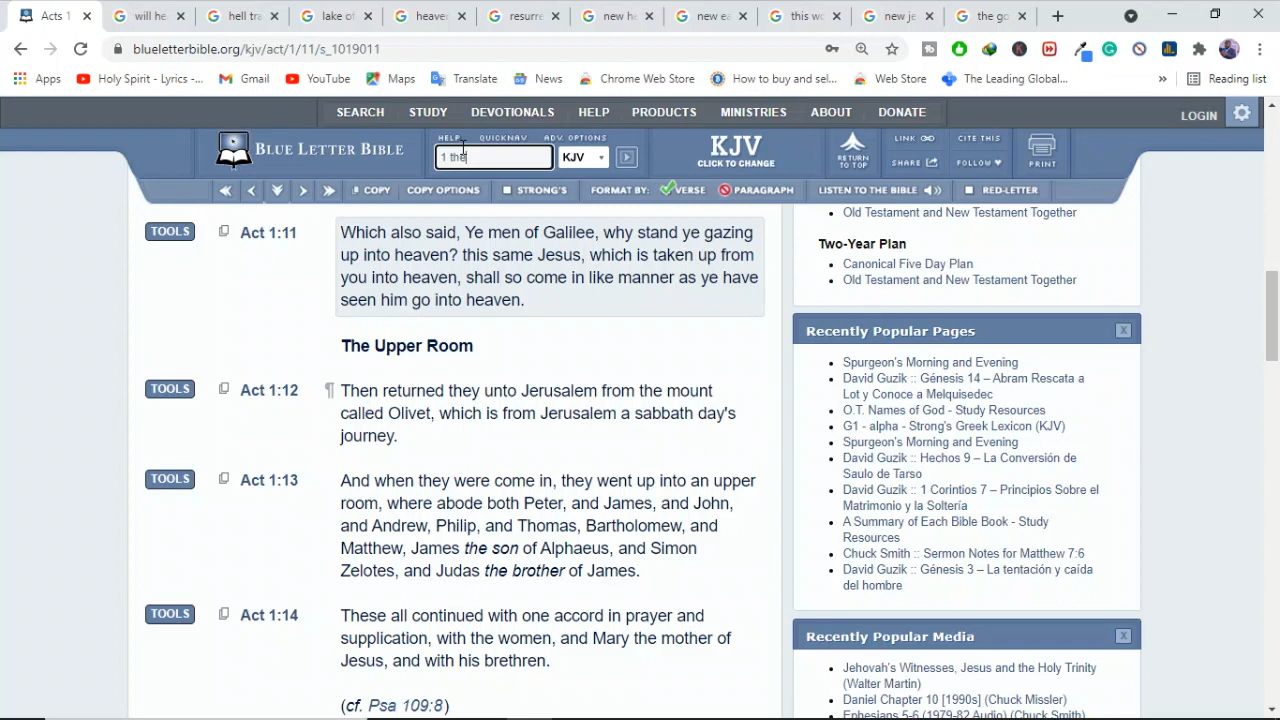 Acts 1
will he
hell tra
lake of
heaven
resurre
new he
new ea
this wo
new je
the go
blueletterbible.org/kjv/act/1/11/s_1019011
Apps
Holy Spirit - Lyrics -...
Gmail
YouTube
Maps
Translate
News
Chrome Web Store
How to buy and sel...
Web Store
The Leading Global...
»
Reading list
SEARCH
STUDY
DEVOTIONALS
HELP
PRODUCTS
MINISTRIES
ABOUT
DONATE
LOGIN
BLUE LETTER BIBLE
HELP
QUICKNAV
ADV. OPTIONS
1 the
KJV
KJV
CLICK TO CHANGE
RETURN
TO TOP
LINK
CITE THIS
SHARE
FOLLOW
PRINT
COPY
COPY OPTIONS
STRONG'S
FORMAT BY:
VERSE
PARAGRAPH
LISTEN TO THE BIBLE
RED-LETTER
TOOLS
Act 1:11
Which also said, Ye men of Galilee, why stand ye gazing
up into heaven? this same Jesus, which is taken up from
you into heaven, shall so come in like manner as ye have
seen him go into heaven.
The Upper Room
TOOLS
Act 1:12
¶
Then returned they unto Jerusalem from the mount
called Olivet, which is from Jerusalem a sabbath day's
journey.
TOOLS
Act 1:13
And when they were come in, they went up into an upper
room, where abode both Peter, and James, and John,
and Andrew, Philip, and Thomas, Bartholomew, and
Matthew, James the son of Alphaeus, and Simon
Zelotes, and Judas the brother of James.
TOOLS
Act 1:14
These all continued with one accord in prayer and
supplication, with the women, and Mary the mother of
Jesus, and with his brethren.
(cf. Psa 109:8)
Old Testament and New Testament Together
Two-Year Plan
Canonical Five Day Plan
Old Testament and New Testament Together
Recently Popular Pages
X
Spurgeon's Morning and Evening
David Guzik :: Génesis 14 – Abram Rescata a
Lot y Conoce a Melquisedec
O.T. Names of God - Study Resources
G1 - alpha - Strong's Greek Lexicon (KJV)
Spurgeon's Morning and Evening
David Guzik :: Hechos 9 – La Conversión de
Saulo de Tarso
David Guzik :: 1 Corintios 7 – Principios Sobre el
Matrimonio y la Soltería
A Summary of Each Bible Book - Study
Resources
Chuck Smith :: Sermon Notes for Matthew 7:6
David Guzik :: Génesis 3 – La tentación y caída
del hombre
Recently Popular Media
X
Jehovah's Witnesses, Jesus and the Holy Trinity
(Walter Martin)
Daniel Chapter 10 [1990s] (Chuck Missler)
Ephesians 5-6 (1979-82 Audio) (Chuck Smith)